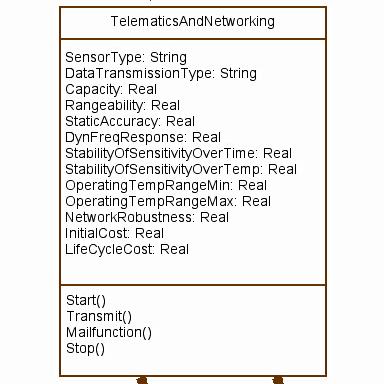 TelematicsAndNetworking
SensorType: String
DataTransmissionType: String
Capacity: Real
Rangeability: Real
StaticAccuracy: Real
DynFreqResponse: Real
StabilityOfSensitivityOverTime: Real
StabilityOfSensitivityOverTemp: Real
OperatingTempRangeMin: Real
OperatingTempRangeMax: Real
NetworkRobustness: Real
InitialCost: Real
LifeCycleCost: Real
Start()
Transmit()
Mailfunction()
Stop()